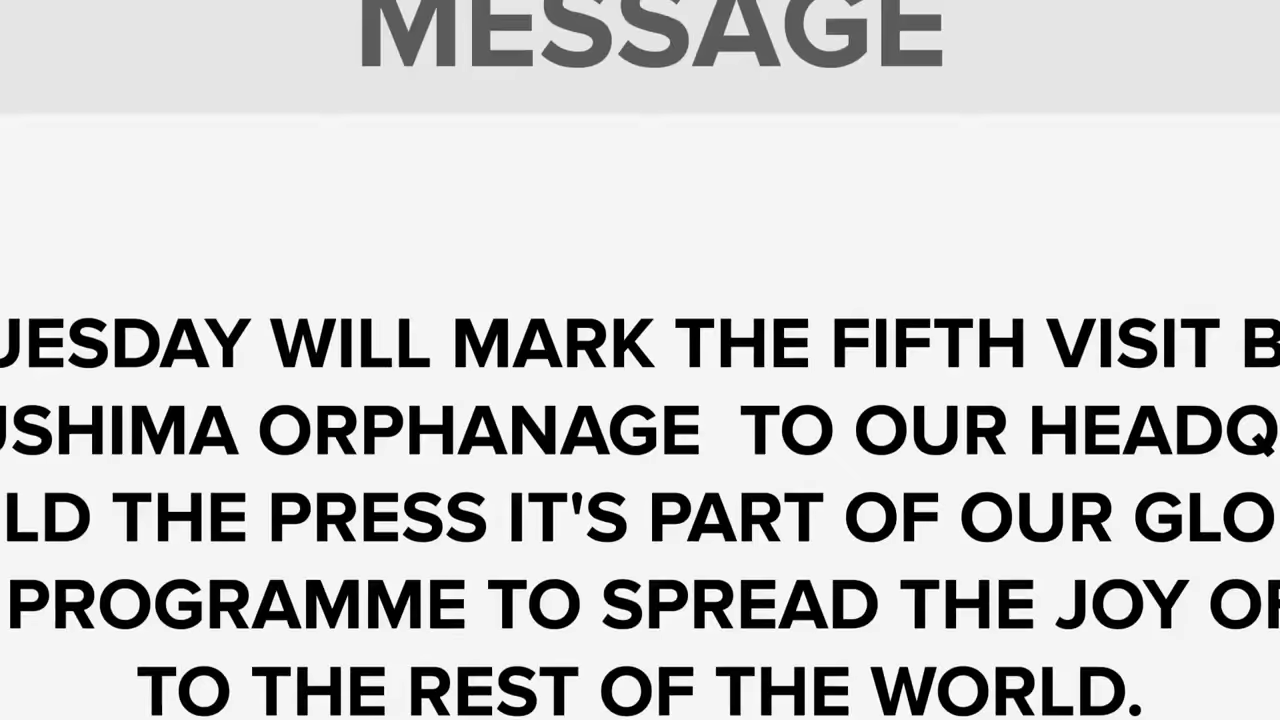 MESSAGE
UESDAY WILL MARK THE FIFTH VISIT B
USHIMA ORPHANAGE TO OUR HEADQ
LD THE PRESS IT'S PART OF OUR GLO
PROGRAMME TO SPREAD THE JOY OF
TO THE REST OF THE WORLD.